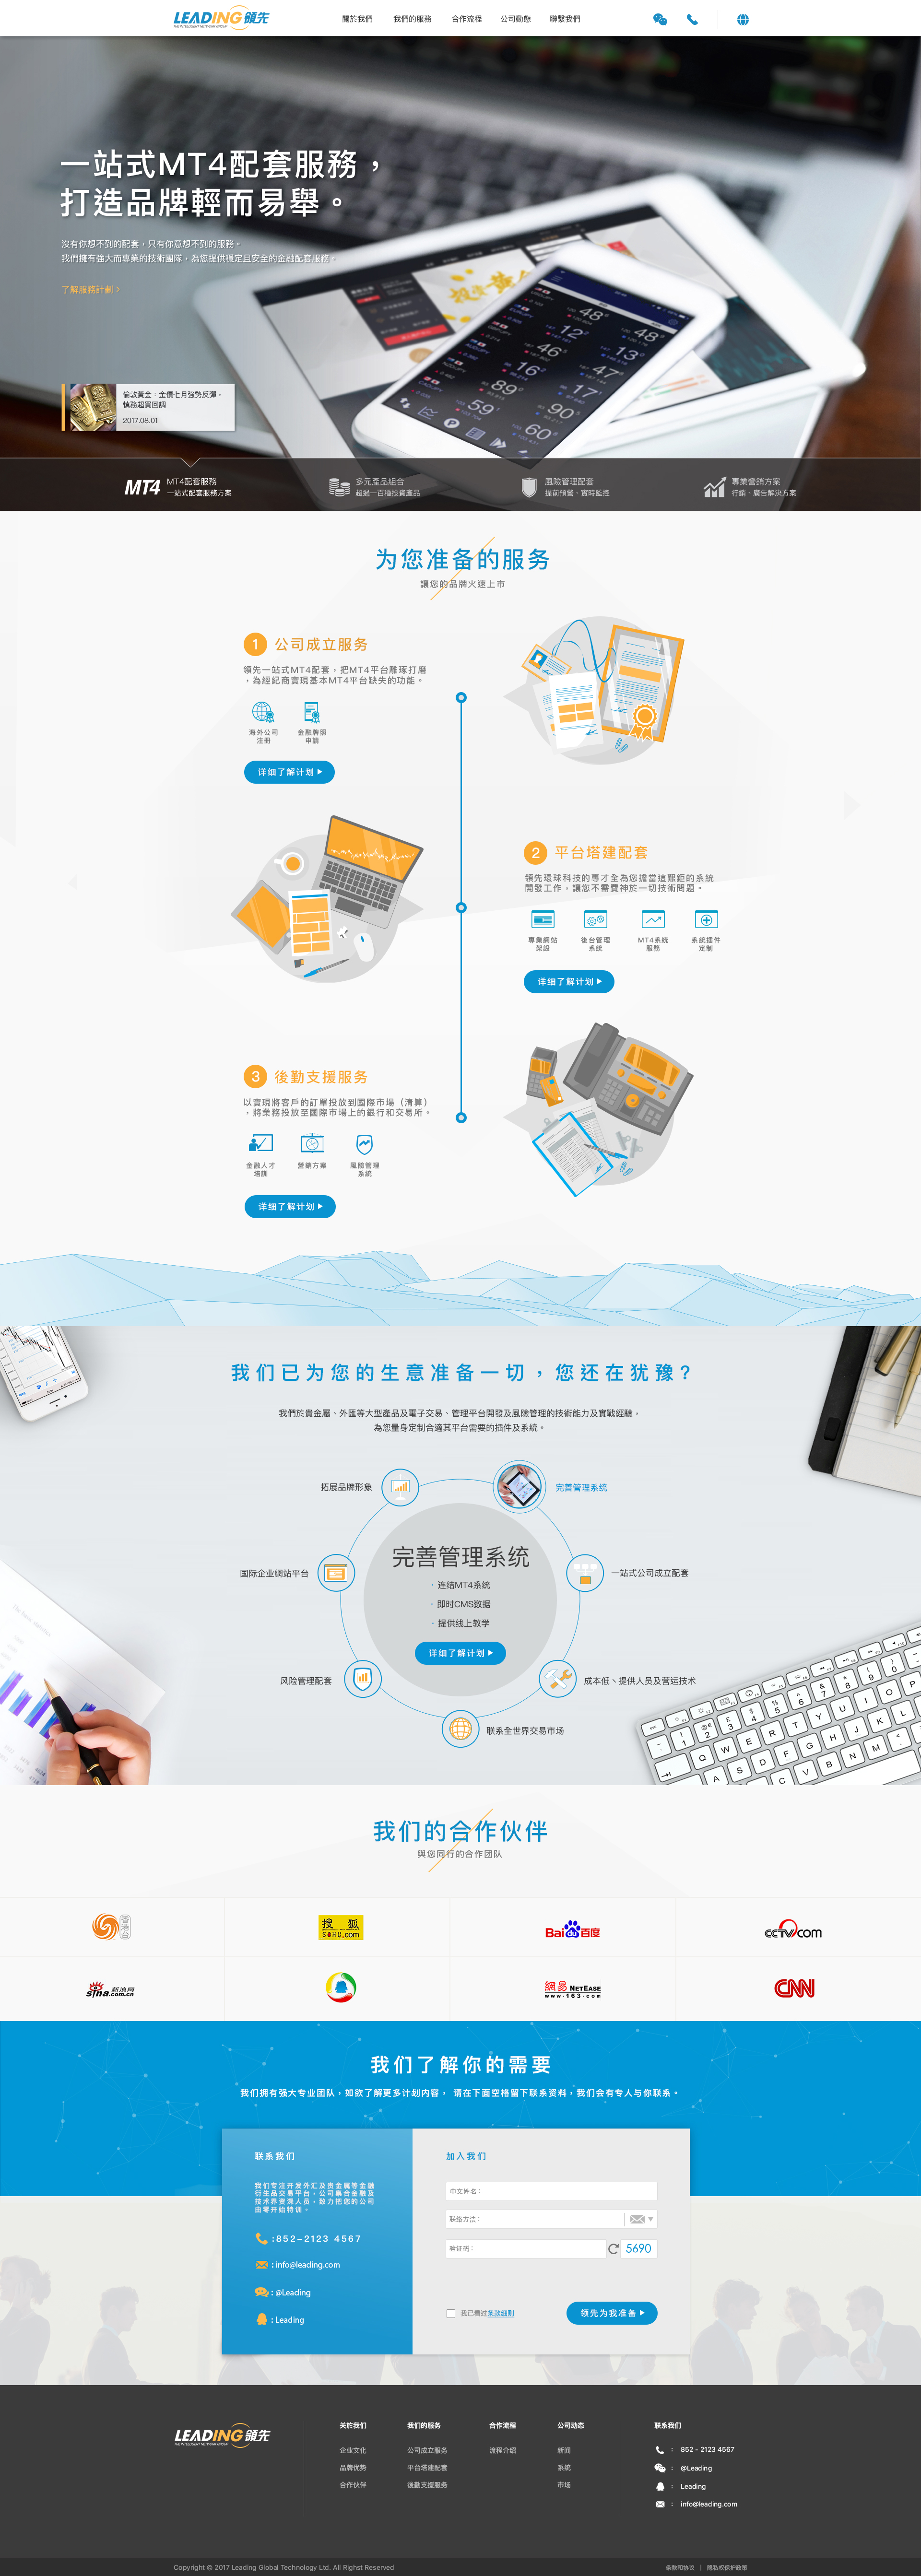 LEADING領先
THE INTELLIGENT NETWORK GROUP
關於我們
我們的服務
合作流程
公司動態
聯繫我們
一站式MT4配套服務，
打造品牌輕而易舉。
沒有你想不到的配套，只有你意想不到的服務。
我們擁有強大而專業的技術團隊，為您提供穩定且安全的金融配套服務。
了解服務計劃 >
倫敦黃金：金價七月強勢反彈，
慎務超買回調
2017.08.01
MT4
MT4配套服務
一站式配套服務方案
多元產品組合
超過一百種投資產品
風險管理配套
提前預警、實時監控
專業營銷方案
行銷、廣告解決方案
为您准备的服务
讓您的品牌火速上市
1 公司成立服务
領先一站式MT4配套，把MT4平台雕琢打磨
，為經紀商實現基本MT4平台缺失的功能。
海外公司
注冊
金融牌照
申請
详细了解计划
2 平台塔建配套
領先環球科技的專才全為您擔當這艱鉅的系統
開發工作，讓您不需費神於一切技術問題。
專業網站
架設
後台管理
系統
MT4系統
服務
系統插件
定制
详细了解计划
3 後勤支援服务
以實現將客戶的訂單投放到國際市場（清算）
，將業務投放至國際市場上的銀行和交易所。
金融人才
培訓
營銷方案
風險管理
系統
详细了解计划
我们已为您的生意准备一切，您还在犹豫？
我們於貴金屬、外匯等大型產品及電子交易、管理平台開發及風險管理的技術能力及實戰經驗，
為您量身定制合適其平台需要的插件及系統。
拓展品牌形象
完善管理系统
国际企业網站平台
一站式公司成立配套
完善管理系统
· 连结MT4系统
· 即时CMS数据
· 提供线上教学
详细了解计划
风险管理配套
成本低、提供人员及营运技术
联系全世界交易市场
我们的合作伙伴
與您同行的合作团队
香港台
搜狐
SOHU.com
Bai百度
CCTV.com
新浪网
sina.com.cn
網易 NETEASE
www.163.com
CNN
我们了解你的需要
我们拥有强大专业团队，如欲了解更多计划内容， 请在下面空格留下联系资料，我们会有专人与你联系。
联系我们
我们专注开发外汇及贵金属等金融
衍生品交易平台，公司集合金融及
技术界资深人员，致力把您的公司
由零开始特训。
:852-2123 4567
: info@leading.com
: @Leading
: Leading
加入我们
中文姓名：
联络方法：
验证码：
5690
我已看过条款细则
领先为我准备
LEADING領先
THE INTELLIGENT NETWORK GROUP
关於我们
企业文化
品牌优势
合作伙伴
我们的服务
公司成立服务
平台塔建配套
後勤支援服务
合作流程
流程介绍
公司动态
新闻
系统
市场
联系我们
： 852 - 2123 4567
： @Leading
： Leading
： info@leading.com
Copyright © 2017 Leading Global Technology Ltd. All Righst Reserved
条款和协议 | 隐私权保护政策